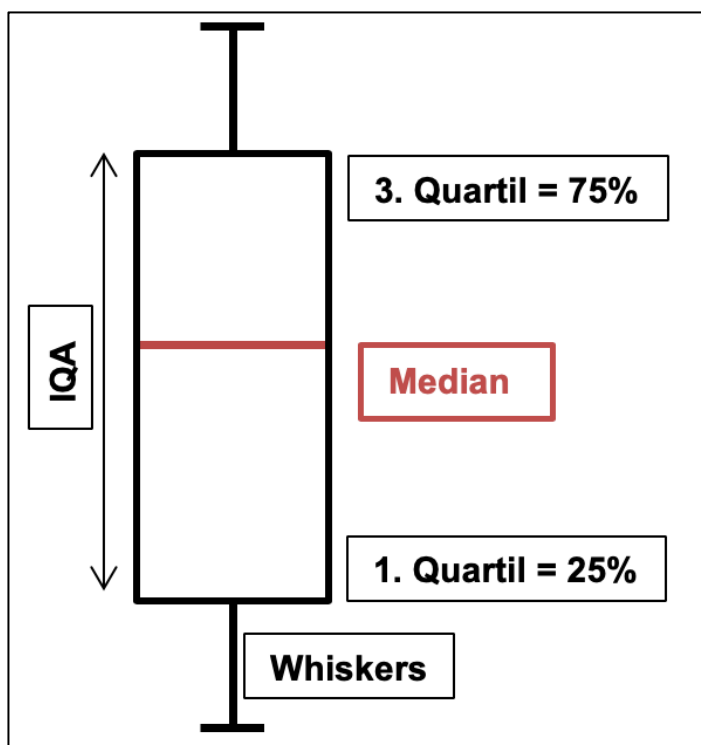 3. Quartil = 75%
IQA
Median
1. Quartil = 25%
Whiskers